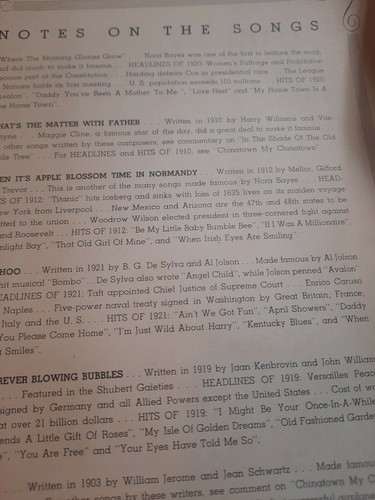 NOTES ON THE SONGS
Where The Morning Glories Grow" . . . Nora Bayes was one of the first to feature the song,
and did much to make it famous . . . HEADLINES OF 1920: Women's Suffrage and Prohibition
become part of the Constitution . . . Harding defeats Cox in presidential race . . . The League
Nations holds its first meeting . . . U. S. population exceeds 105 millions . . . HITS OF 1920:
"Avalon", "Daddy You've Been A Mother To Me", "Love Nest" and "My Home Town Is A
Horse Town".
HAT'S THE MATTER WITH FATHER . . . Written in 1910 by Harry Williams and Van
lyne . . . Maggie Cline, a famous star of the day, did a great deal to make it famous . . .
other songs written by these composers, see commentary on "In The Shade Of The Old
ple Tree" . . . For HEADLINES and HITS OF 1910, see "Chinatown My Chinatown".
EN IT'S APPLE BLOSSOM TIME IN NORMANDY . . . Written in 1912 by Mellor, Gifford
Trevor . . . This is another of the many songs made famous by Nora Bayes . . . HEAD-
ES OF 1912: "Titanic" hits iceberg and sinks with loss of 1635 lives on its maiden voyage
ew York from Liverpool . . . New Mexico and Arizona are the 47th and 48th states to be
itted to the union . . . Woodrow Wilson elected president in three-cornered fight against
and Roosevelt . . . HITS OF 1912: "Be My Little Baby Bumble Bee", "If I Was A Millionaire",
nlight Bay", "That Old Girl Of Mine", and "When Irish Eyes Are Smiling".
HOO . . . Written in 1921 by B. G. De Sylva and Al Jolson . . . Made famous by Al Jolson
hit musical "Bombo" . . . De Sylva also wrote "Angel Child", while Jolson penned "Avalon"
EADLINES OF 1921: Taft appointed Chief Justice of Supreme Court . . . Enrico Caruso
Naples . . . Five-power naval treaty signed in Washington by Great Britain, France,
Italy and the U. S. . . . HITS OF 1921: "Ain't We Got Fun", "April Showers", "Daddy
You Please Come Home", "I'm Just Wild About Harry", "Kentucky Blues", and "When
n Smiles".
REVER BLOWING BUBBLES . . . Written in 1919 by Jaan Kenbrovin and John William
. . . Featured in the Shubert Gaieties . . . HEADLINES OF 1919: Versailles Peace
igned by Germany and all Allied Powers except the United States . . . Cost of wo
at over 21 billion dollars . . . HITS OF 1919: "I Might Be Your Once-In-A-While
ends A Little Gift Of Roses", "My Isle Of Golden Dreams", "Old Fashioned Garde
", "You Are Free" and "Your Eyes Have Told Me So".
. . . Written in 1903 by William Jerome and Jean Schwartz . . . Made famous
other songs by these writers, see comment on "Chinatown My C